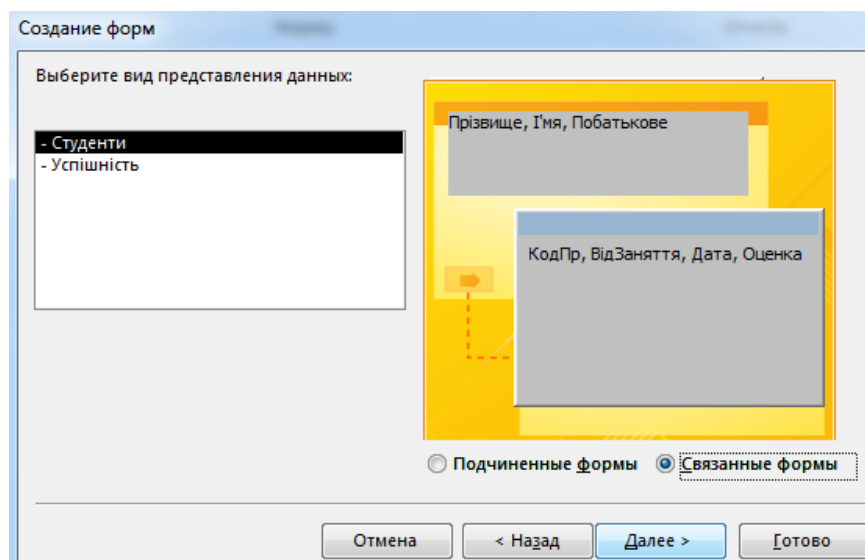 Создание форм
Выберите вид представления данных:
- Студенти
- Успішність
Прізвище, І'мя, Побатькове
КодПр, ВідЗаняття, Дата, Оценка
Подчиненные формы
Связанные формы
Отмена
< Назад
Далее >
Готово